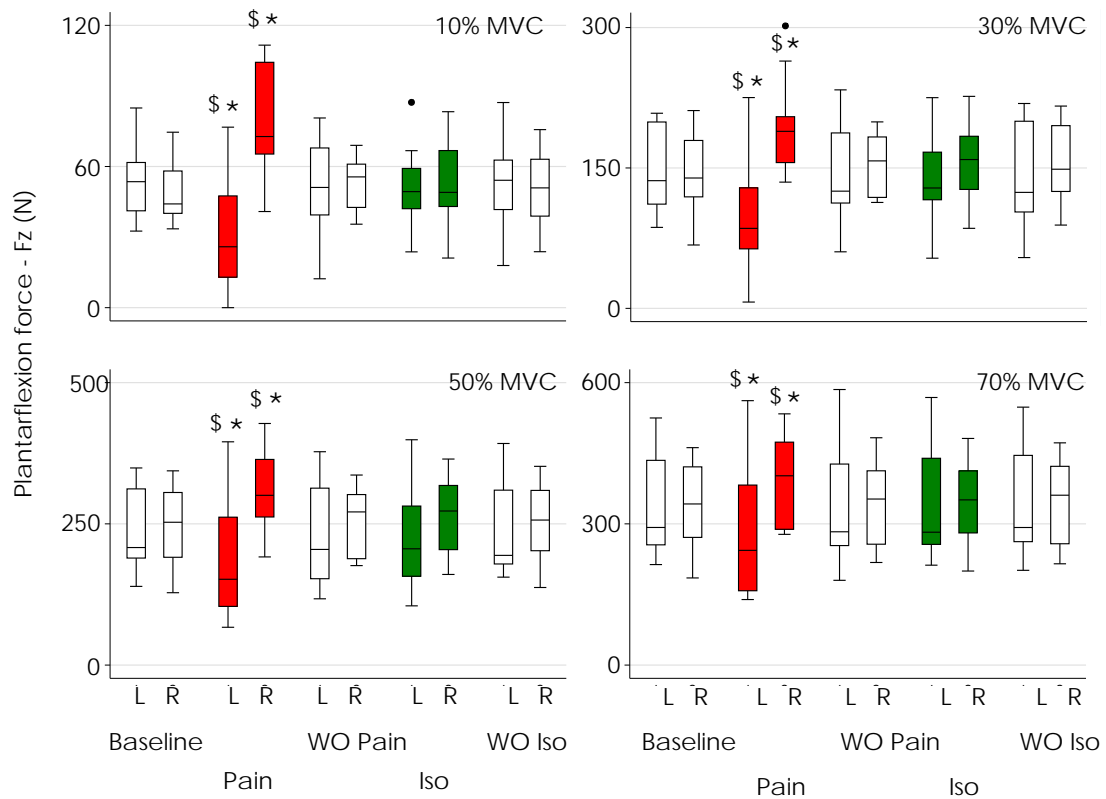 Plantarflexion force - Fz (N)
10% MVC
120
60
0
$ *
$ *
30% MVC
300
150
0
$ *
$ *
50% MVC
500
250
0
$ *
$ *
70% MVC
600
300
0
$ *
$ *
L R L R L R L R L R
L R L R L R L R L R
Baseline WO Pain WO Iso
Baseline WO Pain WO Iso
Pain Iso
Pain Iso